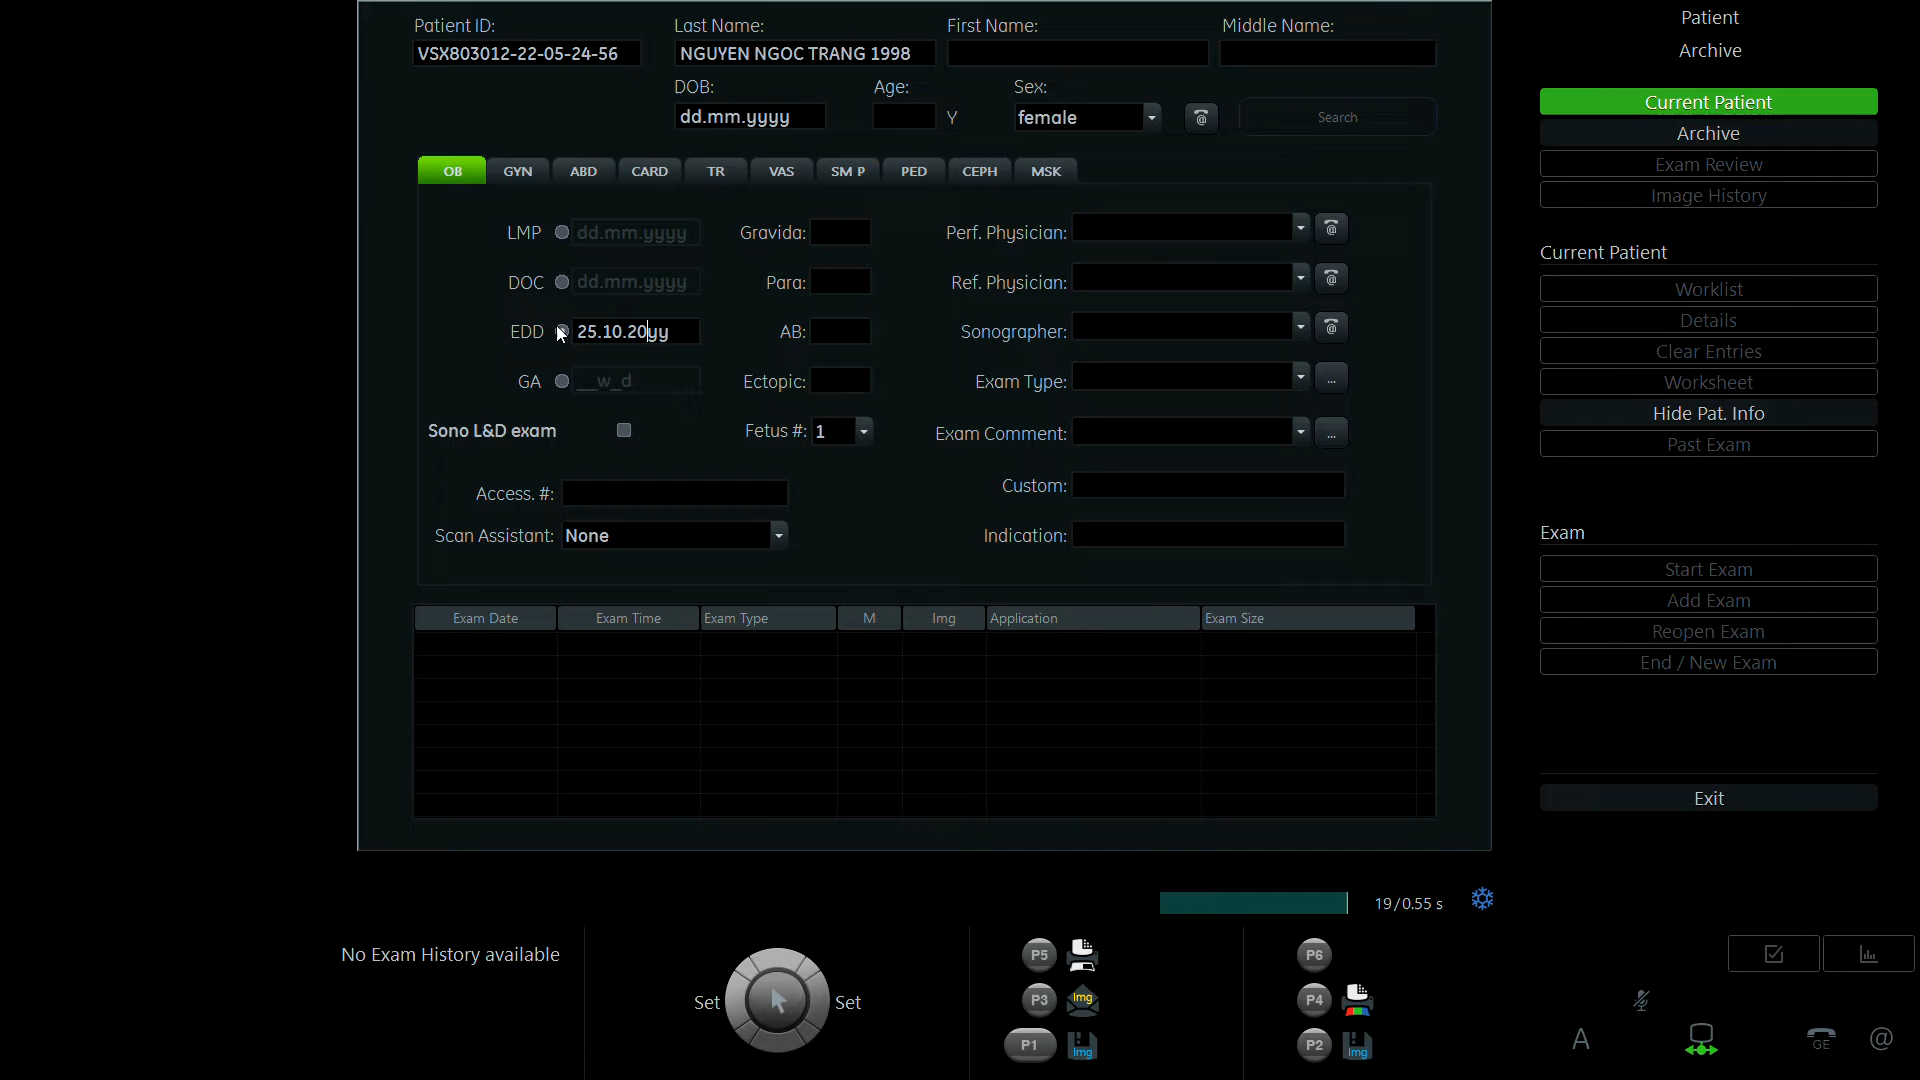 Patient ID: Last Name: First Name: Middle Name:
VSX803012-22-05-24-56 NGUYEN NGOC TRANG 1998
DOB: Age: Sex:
dd.mm.yyyy Y female @ Search
OB GYN ABD CARD TR VAS SM P PED CEPH MSK
LMP dd.mm.yyyy Gravida: Perf. Physician: @
DOC dd.mm.yyyy Para: Ref. Physician: @
EDD 25.10.20yy AB: Sonographer: @
GA __w_d Ectopic: Exam Type: ...
Sono L&D exam Fetus #: 1 Exam Comment: ...
Access. #: Custom:
Scan Assistant: None Indication:
Exam Date Exam Time Exam Type M Img Application Exam Size
Patient
Archive
Current Patient
Archive
Exam Review
Image History
Current Patient
Worklist
Details
Clear Entries
Worksheet
Hide Pat. Info
Past Exam
Exam
Start Exam
Add Exam
Reopen Exam
End / New Exam
Exit
19/0.55 s
No Exam History available
Set Set
P5
P3 Img
P1 Img
P6
P4
P2 Img
A GE @